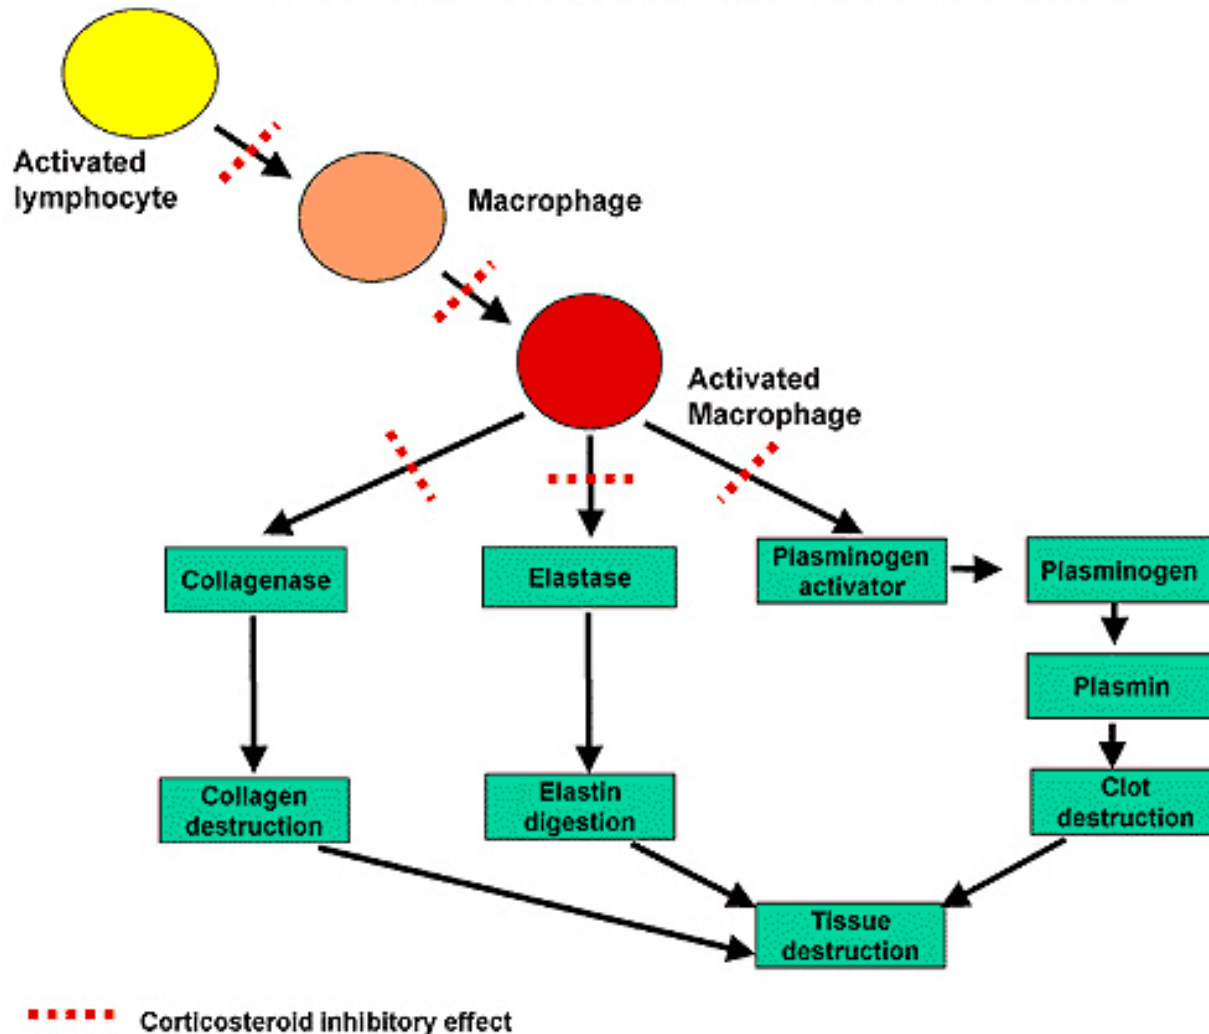 Activated
lymphocyte
Macrophage
Activated
Macrophage
Collagenase
Elastase
Plasminogen
activator
Plasminogen
Plasmin
Collagen
destruction
Elastin
digestion
Clot
destruction
Tissue
destruction
Corticosteroid inhibitory effect